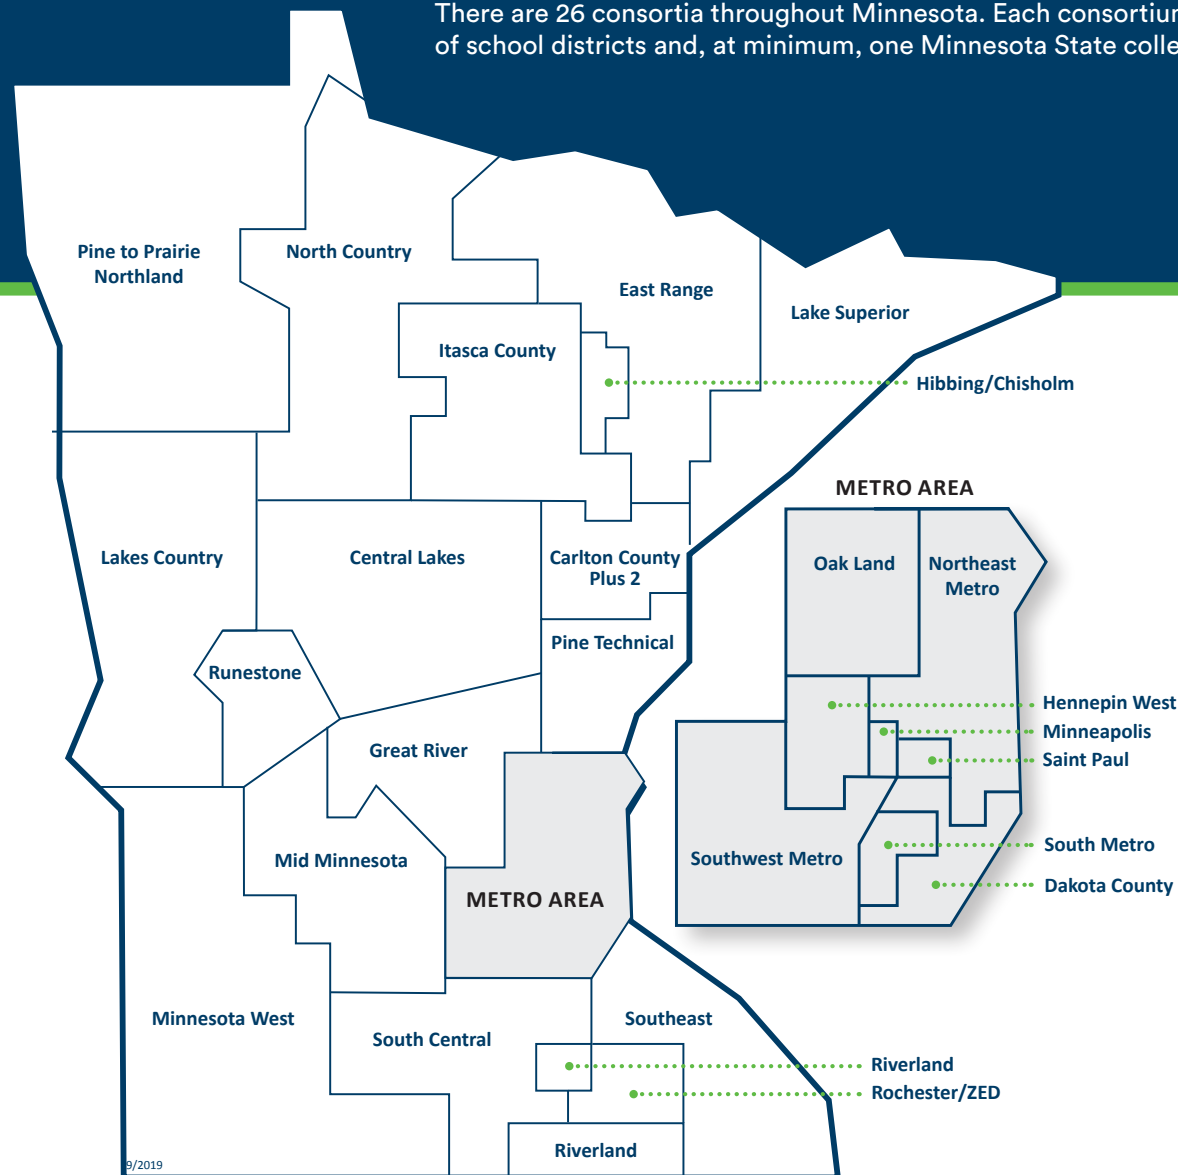 There are 26 consortia throughout Minnesota. Each consortium
of school districts and, at minimum, one Minnesota State colle
Pine to Prairie
Northland
North Country
East Range
Lake Superior
Itasca County
Hibbing/Chisholm
METRO AREA
Lakes Country
Central Lakes
Carlton County
Plus 2
Oak Land
Northeast
Metro
Pine Technical
Runestone
Hennepin West
Minneapolis
Great River
Saint Paul
Mid Minnesota
Southwest Metro
South Metro
METRO AREA
Dakota County
Minnesota West
South Central
Southeast
Riverland
Rochester/ZED
Riverland
9/2019